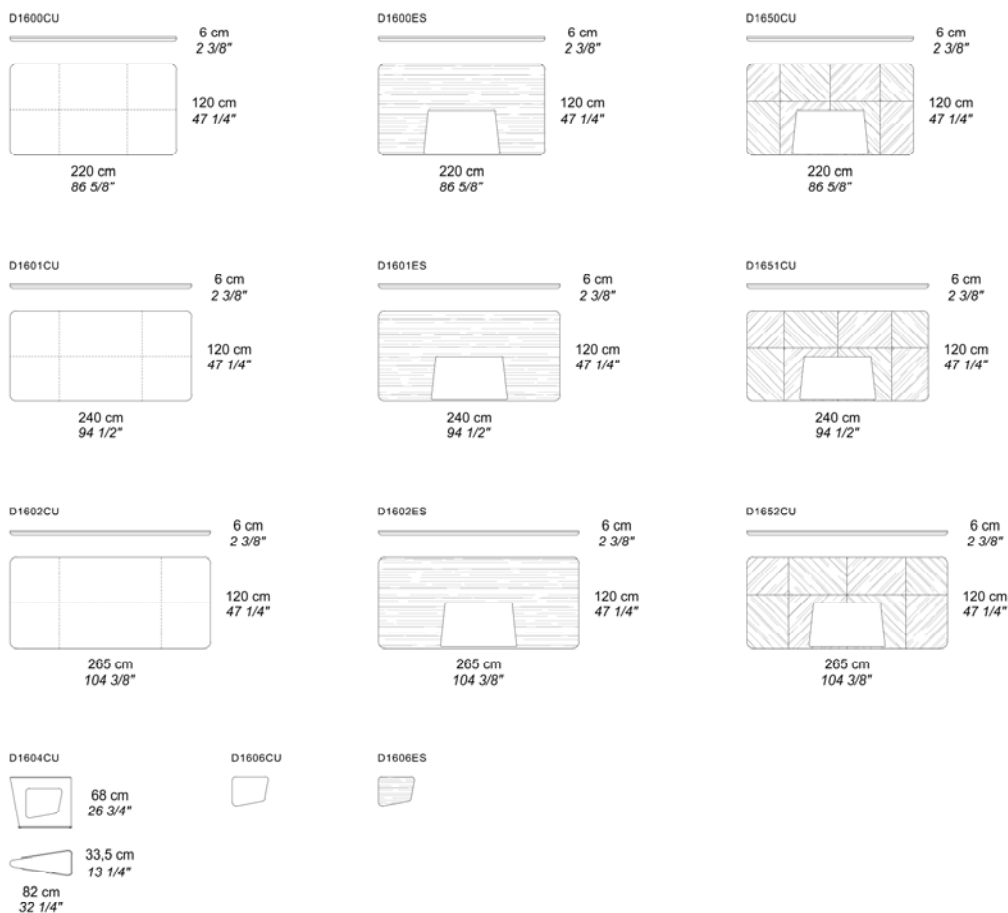 D1600CU
6 cm
2 3/8"
120 cm
47 1/4"
220 cm
86 5/8"
D1600ES
6 cm
2 3/8"
120 cm
47 1/4"
220 cm
86 5/8"
D1650CU
6 cm
2 3/8"
120 cm
47 1/4"
220 cm
86 5/8"
D1601CU
6 cm
2 3/8"
120 cm
47 1/4"
240 cm
94 1/2"
D1601ES
6 cm
2 3/8"
120 cm
47 1/4"
240 cm
94 1/2"
D1651CU
6 cm
2 3/8"
120 cm
47 1/4"
240 cm
94 1/2"
D1602CU
6 cm
2 3/8"
120 cm
47 1/4"
265 cm
104 3/8"
D1602ES
6 cm
2 3/8"
120 cm
47 1/4"
265 cm
104 3/8"
D1652CU
6 cm
2 3/8"
120 cm
47 1/4"
265 cm
104 3/8"
D1604CU
68 cm
26 3/4"
33,5 cm
13 1/4"
82 cm
32 1/4"
D1606CU
D1606ES